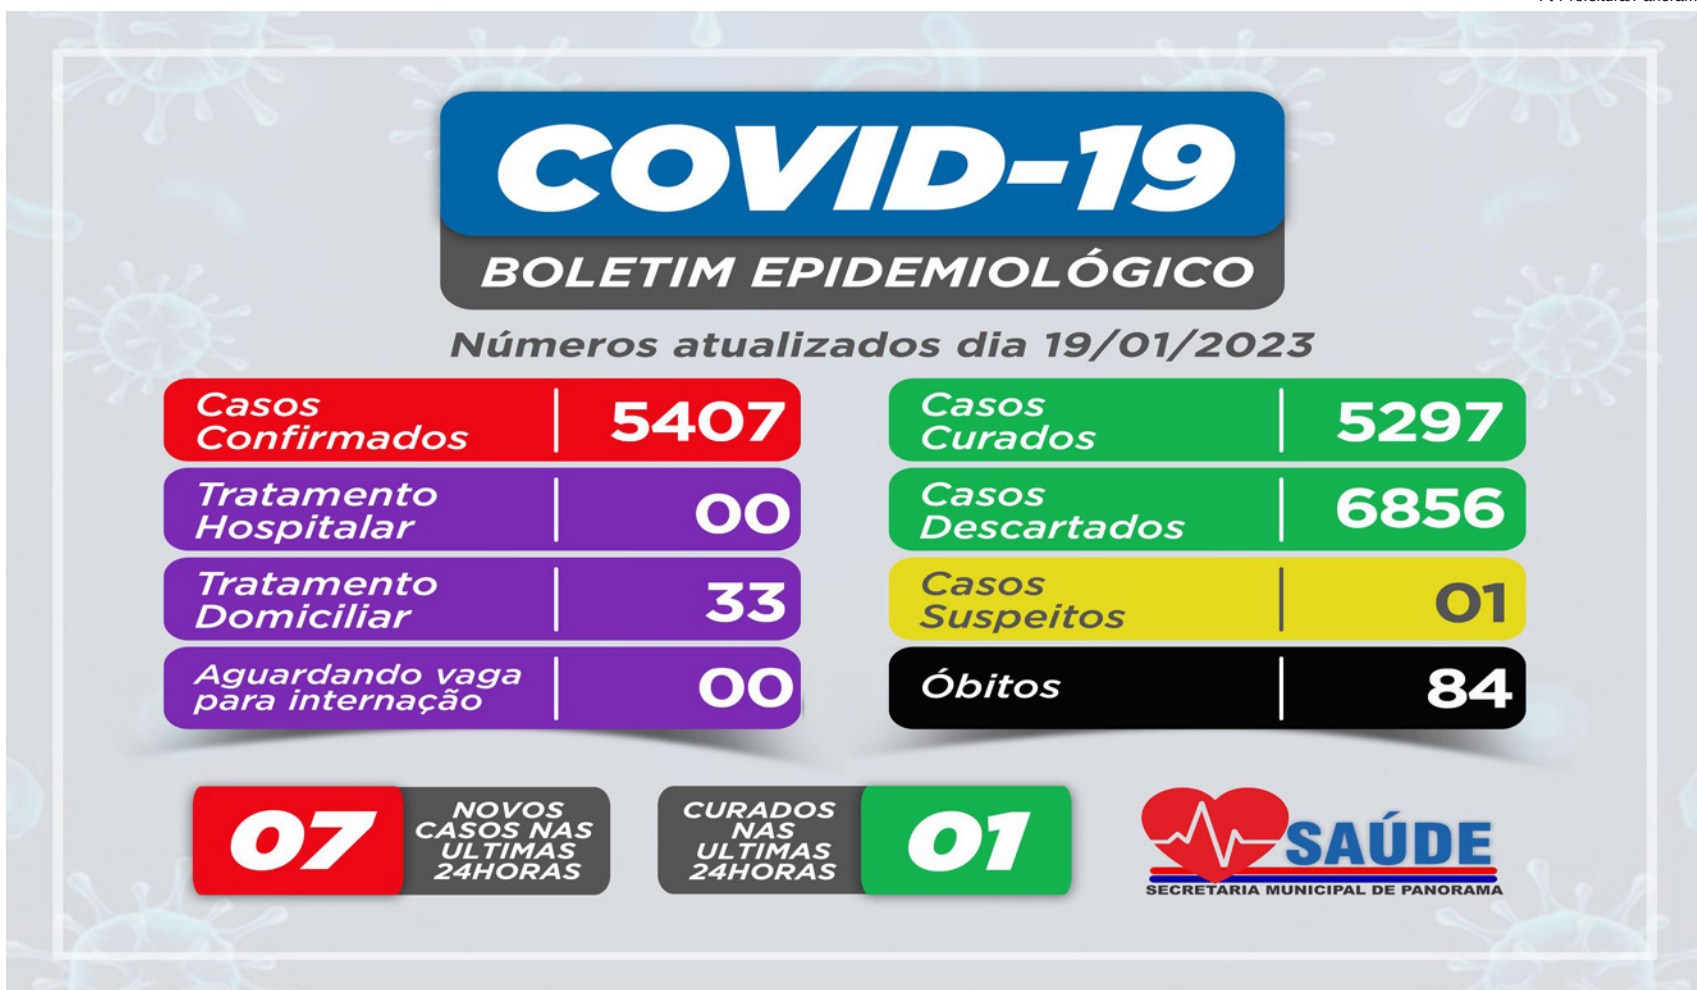 COVID-19
BOLETIM EPIDEMIOLÓGICO
Números atualizados dia 19/01/2023
Casos
Confirmados
5407
Tratamento
Hospitalar
00
Tratamento
Domiciliar
33
Aguardando vaga
para internação
00
Casos
Curados
5297
Casos
Descartados
6856
Casos
Suspeitos
01
Óbitos
84
07
NOVOS
CASOS NAS
ULTIMAS
24HORAS
CURADOS
NAS
ULTIMAS
24HORAS
01
SAÚDE
SECRETARIA MUNICIPAL DE PANORAMA